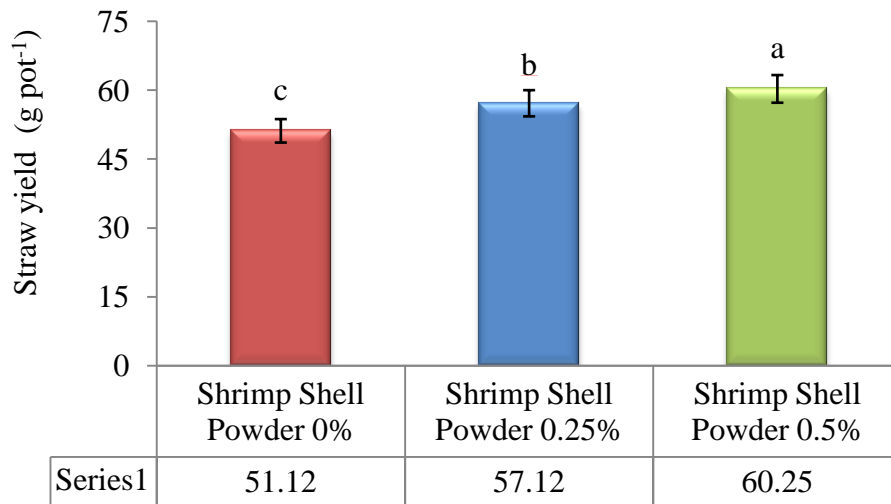 Straw yield (g pot⁻¹)
75
60
45
30
15
0
c
b
a
Shrimp Shell
Powder 0%
Shrimp Shell
Powder 0.25%
Shrimp Shell
Powder 0.5%
Series1 51.12 57.12 60.25